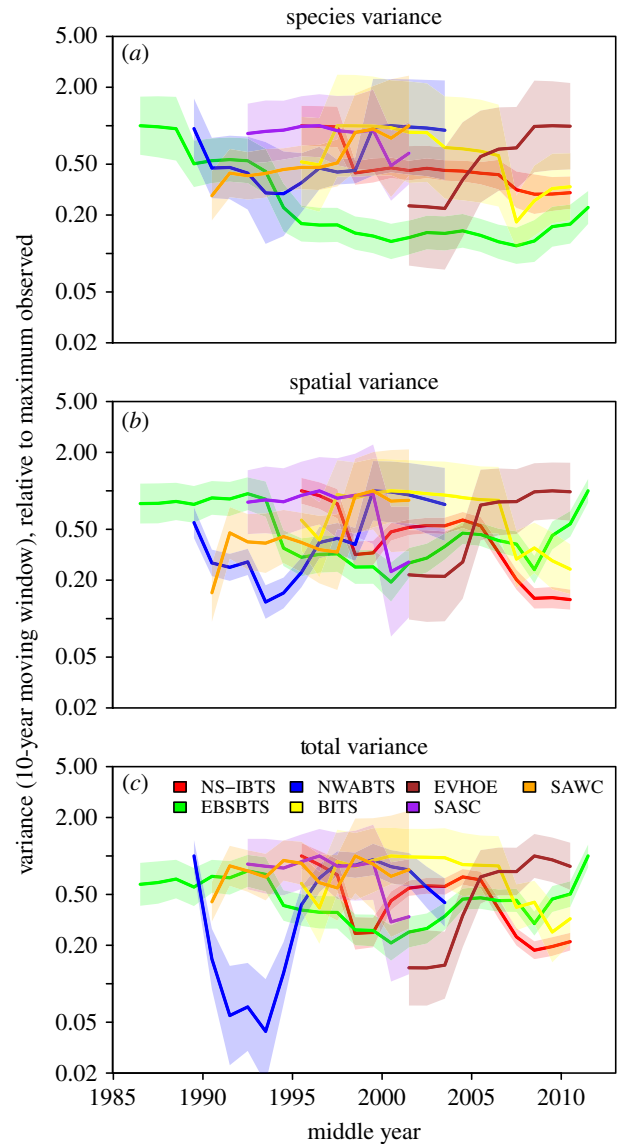 species variance
(a)
5.00
2.00
0.50
0.20
0.05
0.02
spatial variance
(b)
5.00
2.00
0.50
0.20
0.05
0.02
variance (10-year moving window), relative to maximum observed
total variance
(c)
NS−IBTS NWABTS EVHOE SAWC
EBSBTS BITS SASC
5.00
2.00
0.50
0.20
0.05
0.02
1985 1990 1995 2000 2005 2010
middle year